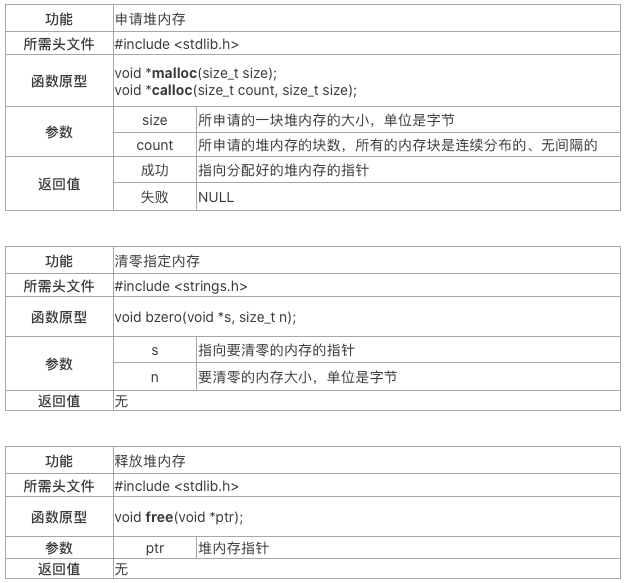 功能 申请堆内存
所需头文件 #include <stdlib.h>
函数原型 void *malloc(size_t size);
void *calloc(size_t count, size_t size);
参数 size 所申请的一块堆内存的大小，单位是字节
count 所申请的堆内存的块数，所有的内存块是连续分布的、无间隔的
返回值 成功 指向分配好的堆内存的指针
失败 NULL
功能 清零指定内存
所需头文件 #include <strings.h>
函数原型 void bzero(void *s, size_t n);
参数 s 指向要清零的内存的指针
n 要清零的内存大小，单位是字节
返回值 无
功能 释放堆内存
所需头文件 #include <stdlib.h>
函数原型 void free(void *ptr);
参数 ptr 堆内存指针
返回值 无